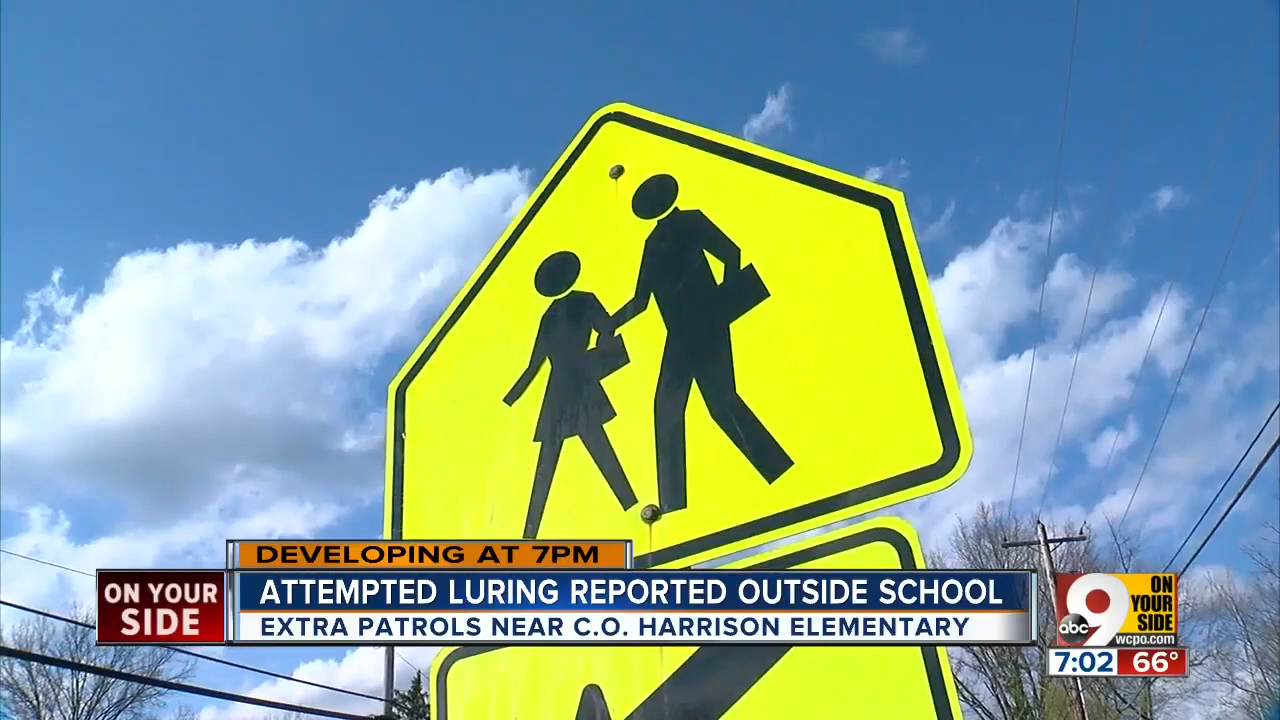 DEVELOPING AT 7PM
ON YOUR
SIDE
ATTEMPTED LURING REPORTED OUTSIDE SCHOOL
EXTRA PATROLS NEAR C.O. HARRISON ELEMENTARY
abc 9
ON
YOUR
SIDE
wcpo.com
7:02 66°